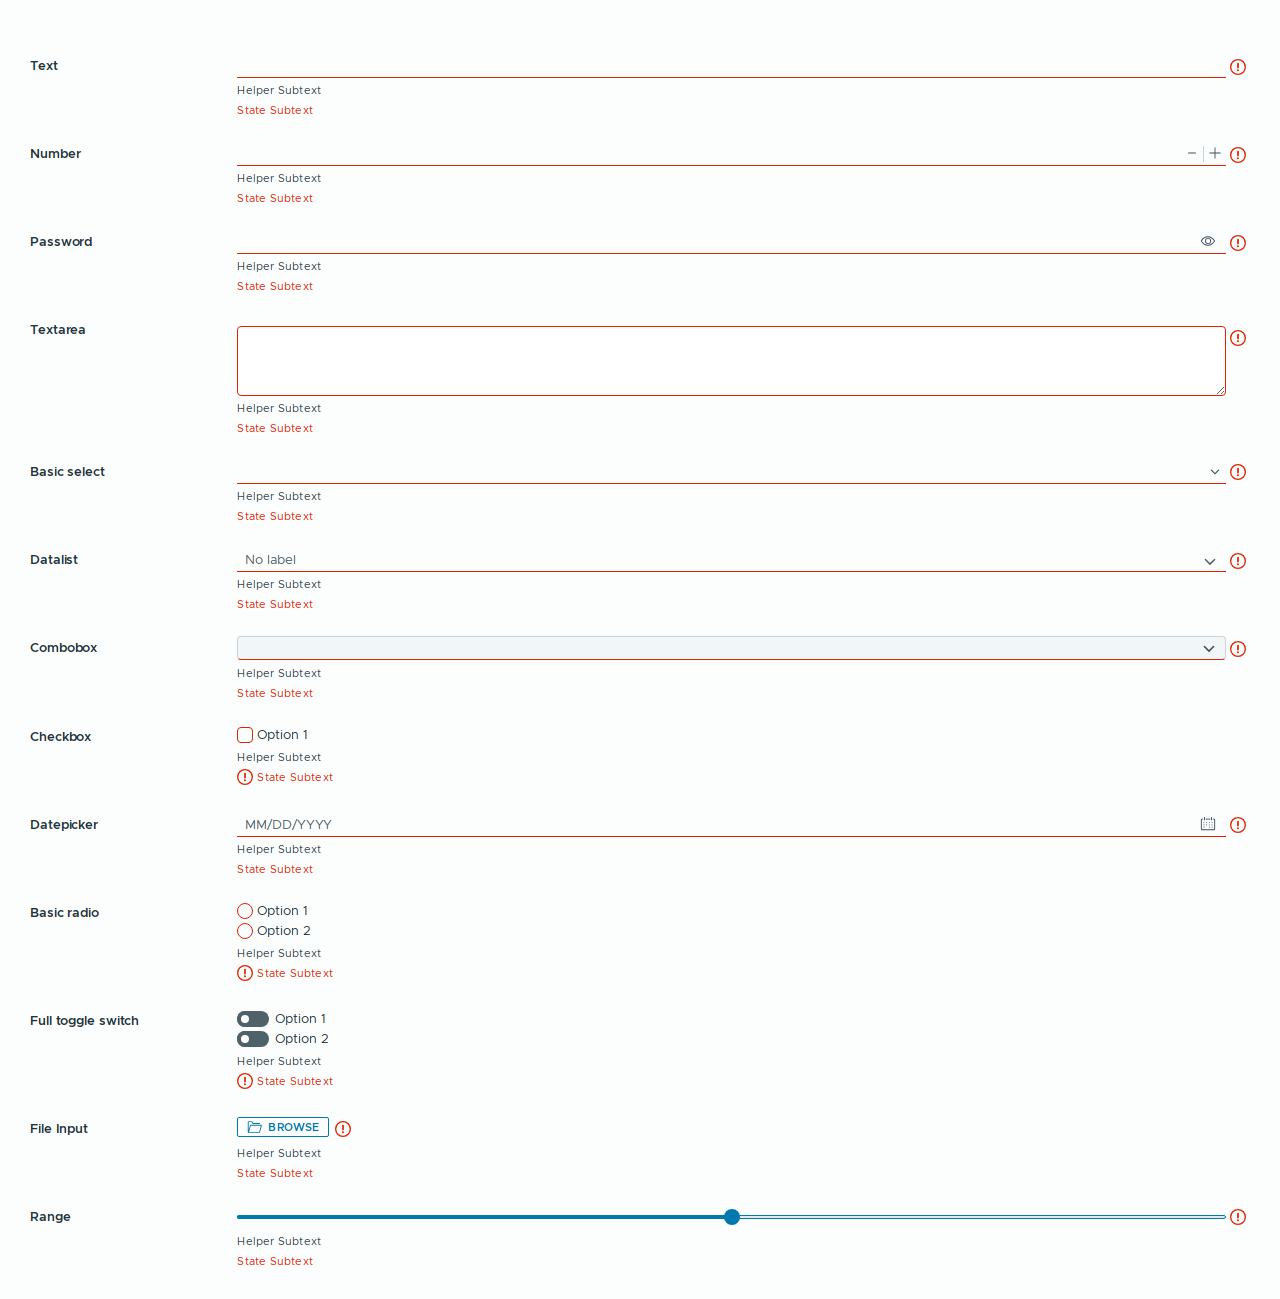 Text
Helper Subtext
State Subtext
Number
Helper Subtext
State Subtext
Password
Helper Subtext
State Subtext
Textarea
Helper Subtext
State Subtext
Basic select
Helper Subtext
State Subtext
Datalist
No label
Helper Subtext
State Subtext
Combobox
Helper Subtext
State Subtext
Checkbox
Option 1
Helper Subtext
State Subtext
Datepicker
MM/DD/YYYY
Helper Subtext
State Subtext
Basic radio
Option 1
Option 2
Helper Subtext
State Subtext
Full toggle switch
Option 1
Option 2
Helper Subtext
State Subtext
File Input
BROWSE
Helper Subtext
State Subtext
Range
Helper Subtext
State Subtext